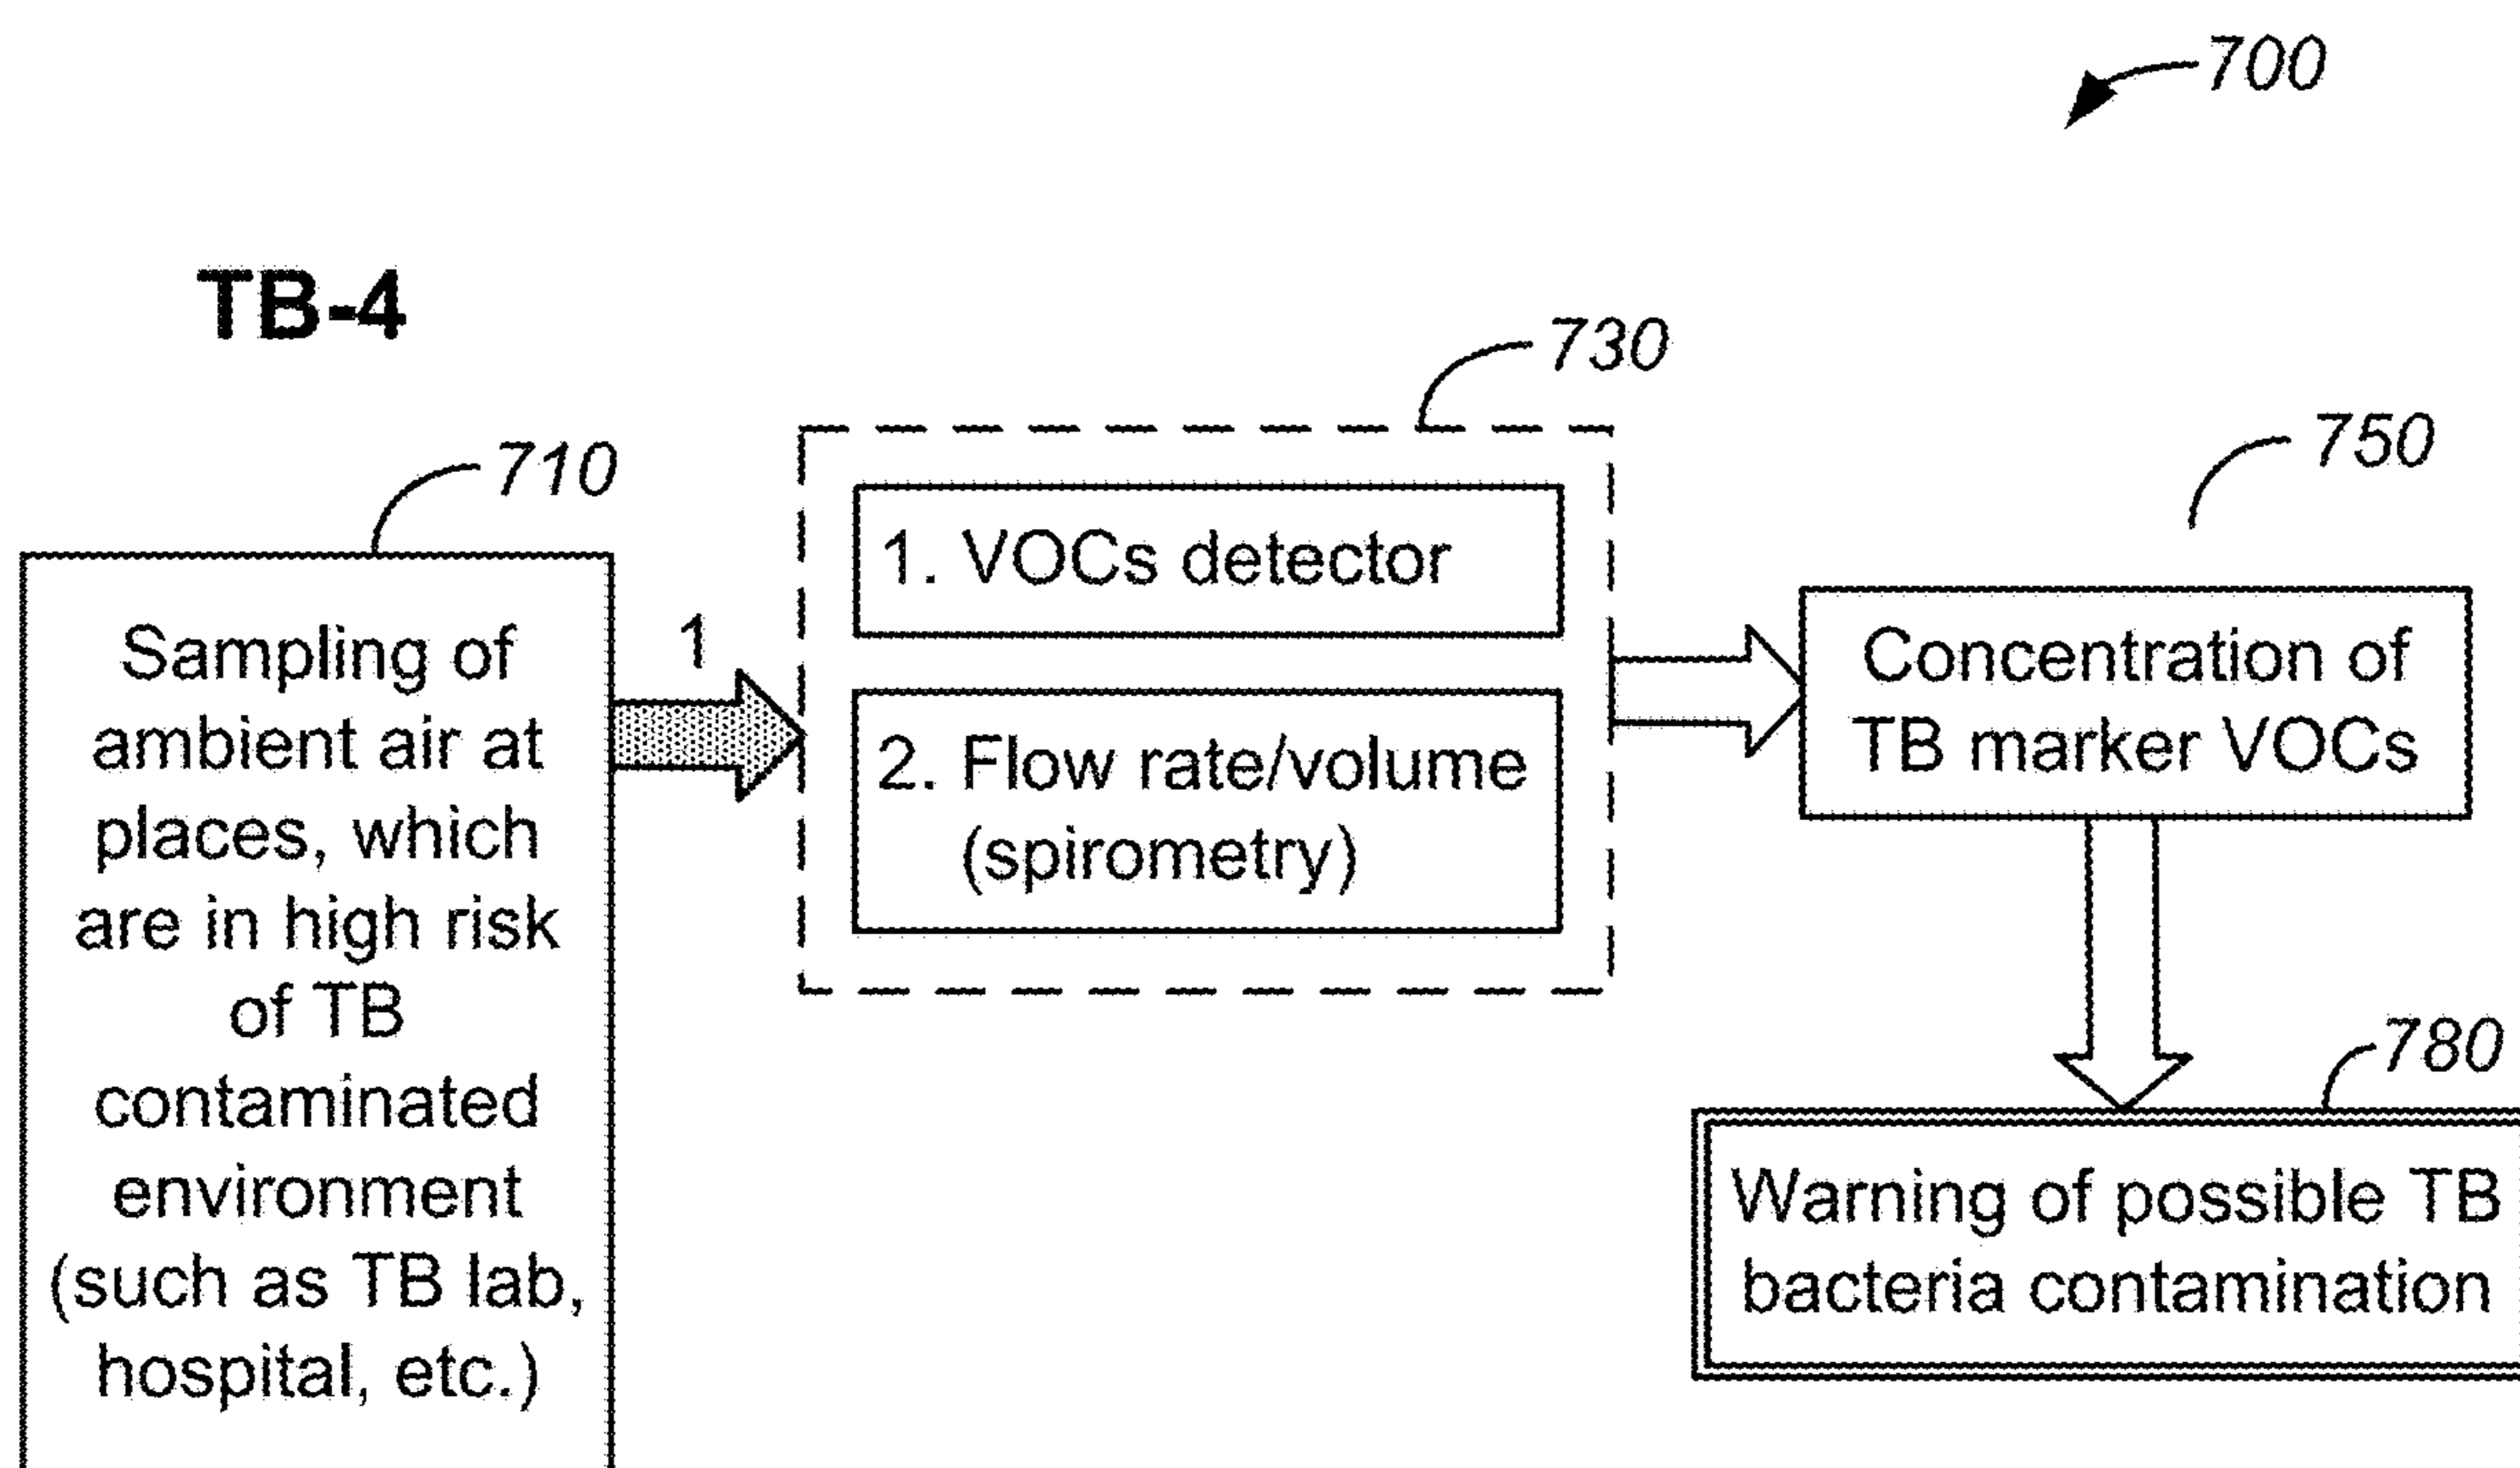 700
TB-4
710
Sampling of
ambient air at
places, which
are in high risk
of TB
contaminated
environment
(such as TB lab,
hospital, etc.)
1
730
1. VOCs detector
2. Flow rate/volume
(spirometry)
750
Concentration of
TB marker VOCs
780
Warning of possible TB
bacteria contamination